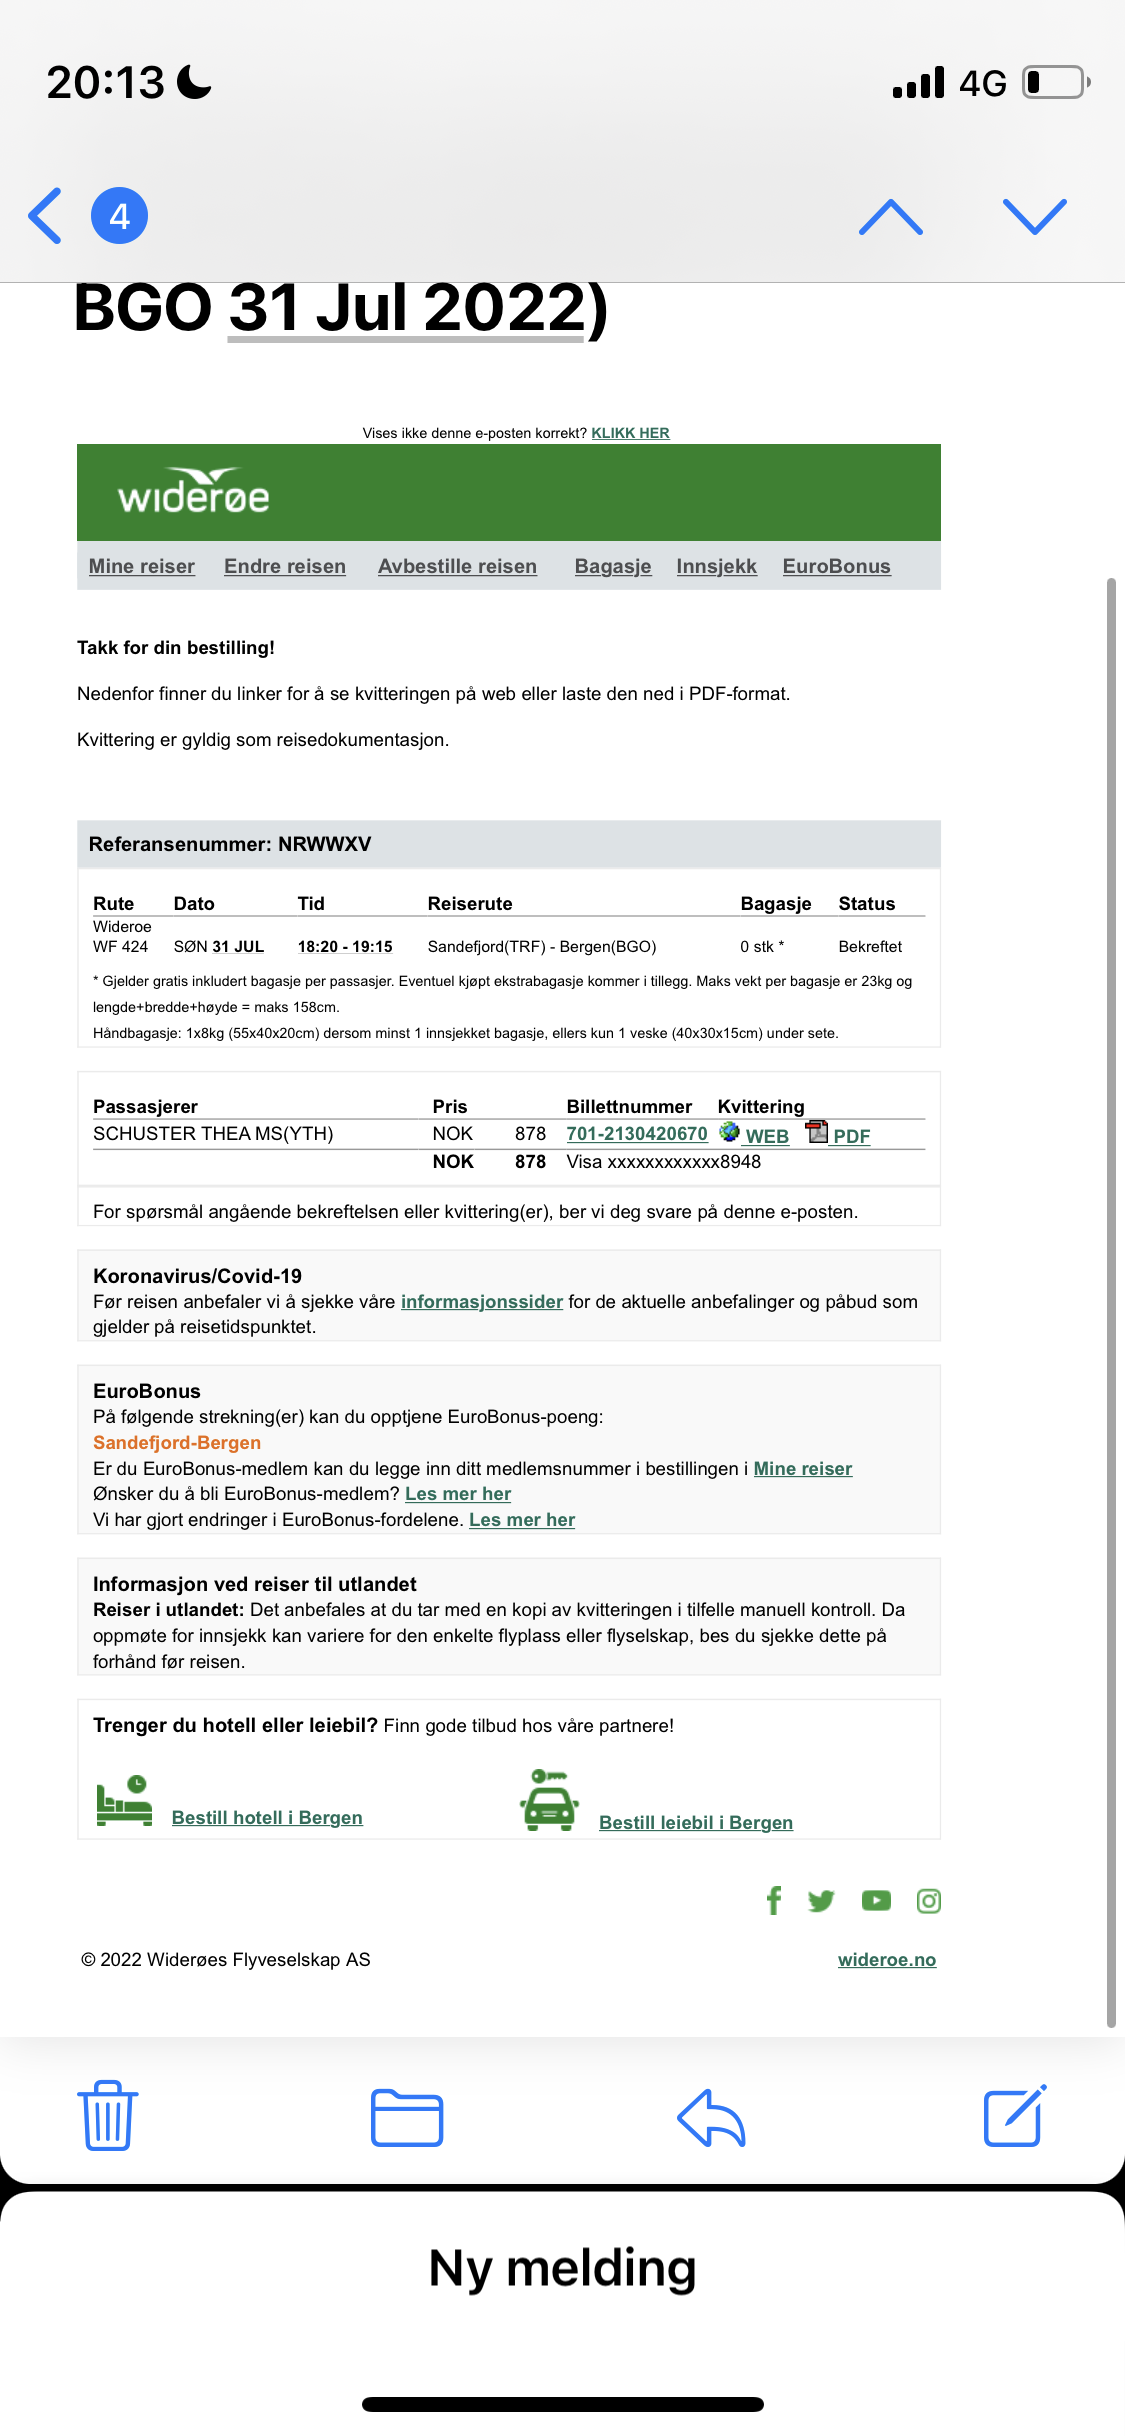 20:13 4G
4
BGO 31 Jul 2022)
Vises ikke denne e-posten korrekt? KLIKK HER
widerøe
Mine reiser Endre reisen Avbestille reisen Bagasje Innsjekk EuroBonus
Takk for din bestilling!
Nedenfor finner du linker for å se kvitteringen på web eller laste den ned i PDF-format.
Kvittering er gyldig som reisedokumentasjon.
Referansenummer: NRWWXV
Rute Dato Tid Reiserute Bagasje Status
Wideroe
WF 424 SØN 31 JUL 18:20 - 19:15 Sandefjord(TRF) - Bergen(BGO) 0 stk * Bekreftet
* Gjelder gratis inkludert bagasje per passasjer. Eventuel kjøpt ekstrabagasje kommer i tillegg. Maks vekt per bagasje er 23kg og
lengde+bredde+høyde = maks 158cm.
Håndbagasje: 1x8kg (55x40x20cm) dersom minst 1 innsjekket bagasje, ellers kun 1 veske (40x30x15cm) under sete.
Passasjerer Pris Billettnummer Kvittering
SCHUSTER THEA MS(YTH) NOK 878 701-2130420670 WEB PDF
NOK 878 Visa xxxxxxxxxxxx8948
For spørsmål angående bekreftelsen eller kvittering(er), ber vi deg svare på denne e-posten.
Koronavirus/Covid-19
Før reisen anbefaler vi å sjekke våre informasjonssider for de aktuelle anbefalinger og påbud som
gjelder på reisetidspunktet.
EuroBonus
På følgende strekning(er) kan du opptjene EuroBonus-poeng:
Sandefjord-Bergen
Er du EuroBonus-medlem kan du legge inn ditt medlemsnummer i bestillingen i Mine reiser
Ønsker du å bli EuroBonus-medlem? Les mer her
Vi har gjort endringer i EuroBonus-fordelene. Les mer her
Informasjon ved reiser til utlandet
Reiser i utlandet: Det anbefales at du tar med en kopi av kvitteringen i tilfelle manuell kontroll. Da
oppmøte for innsjekk kan variere for den enkelte flyplass eller flyselskap, bes du sjekke dette på
forhånd før reisen.
Trenger du hotell eller leiebil? Finn gode tilbud hos våre partnere!
Bestill hotell i Bergen Bestill leiebil i Bergen
© 2022 Widerøes Flyveselskap AS wideroe.no
Ny melding